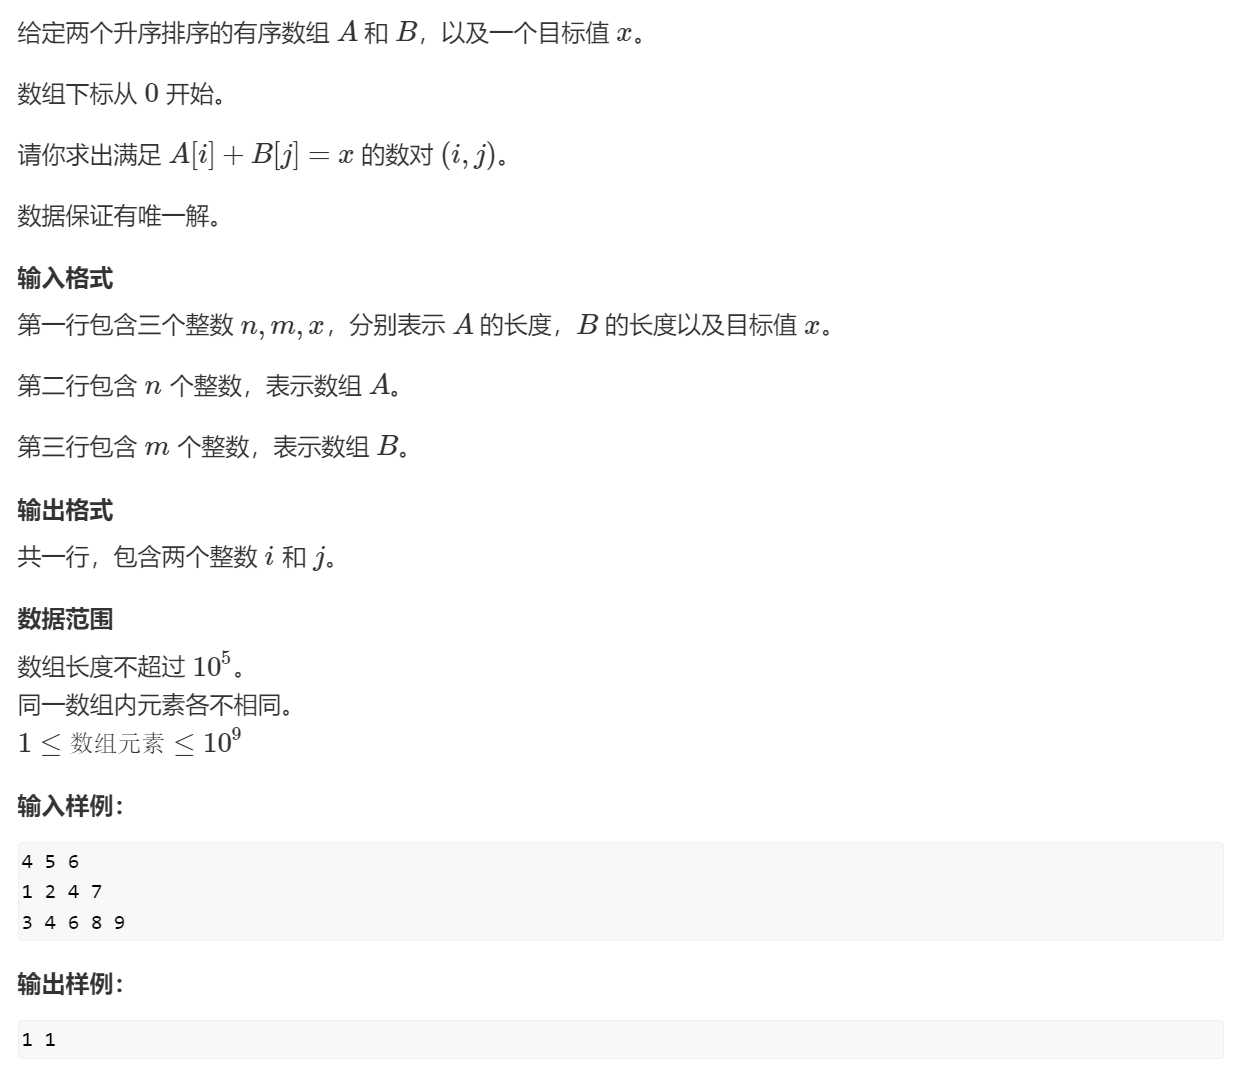 给定两个升序排序的有序数组 A 和 B，以及一个目标值 x。
数组下标从 0 开始。
请你求出满足 A[i] + B[j] = x 的数对 (i, j)。
数据保证有唯一解。
输入格式
第一行包含三个整数 n, m, x，分别表示 A 的长度，B 的长度以及目标值 x。
第二行包含 n 个整数，表示数组 A。
第三行包含 m 个整数，表示数组 B。
输出格式
共一行，包含两个整数 i 和 j。
数据范围
数组长度不超过 10^5。
同一数组内元素各不相同。
1 ≤ 数组元素 ≤ 10^9
输入样例：
4 5 6
1 2 4 7
3 4 6 8 9
输出样例：
1 1